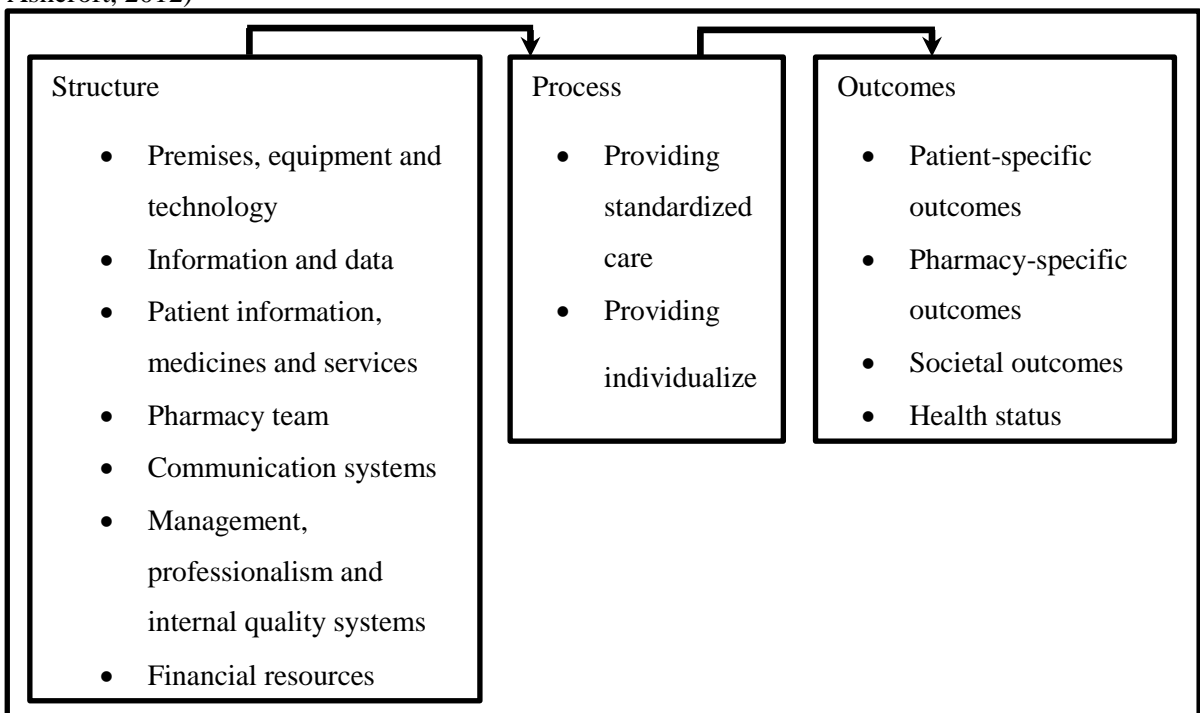 Ashcroft, 2012)
Structure
• Premises, equipment and
technology
• Information and data
• Patient information,
medicines and services
• Pharmacy team
• Communication systems
• Management,
professionalism and
internal quality systems
• Financial resources
Process
• Providing
standardized
care
• Providing
individualize
Outcomes
• Patient-specific
outcomes
• Pharmacy-specific
outcomes
• Societal outcomes
• Health status